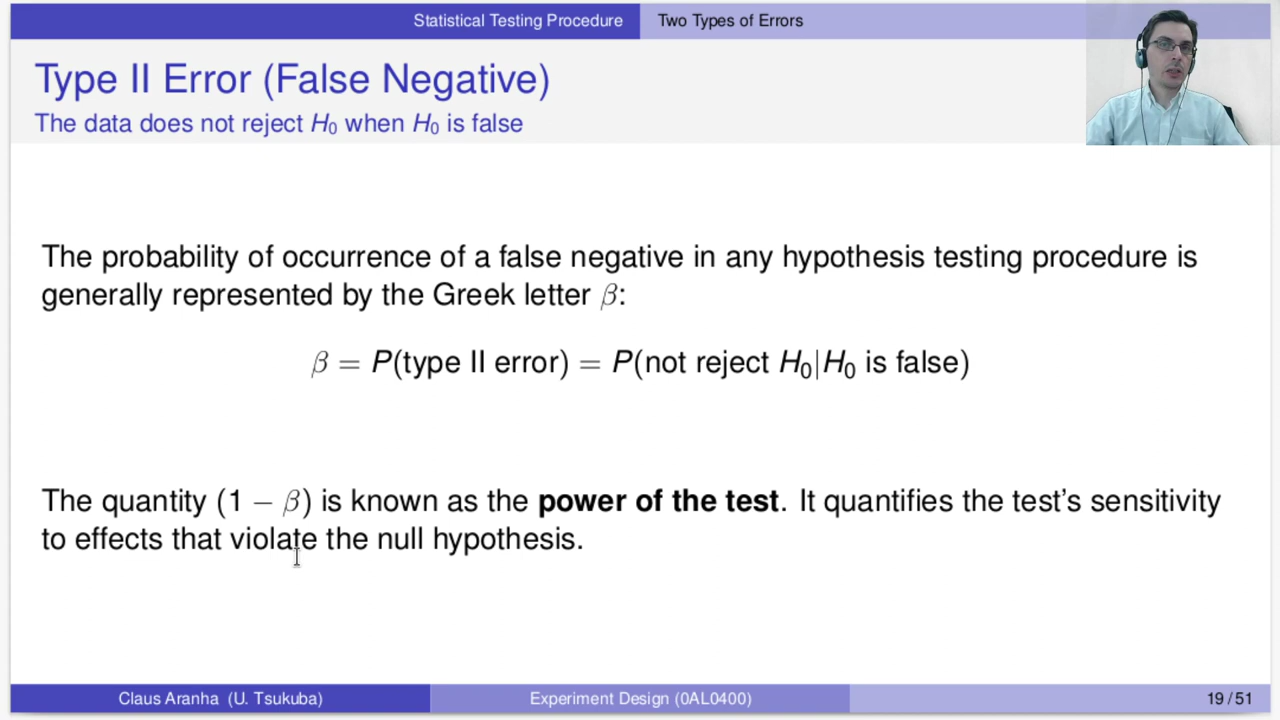 Statistical Testing Procedure Two Types of Errors
Type II Error (False Negative)
The data does not reject H₀ when H₀ is false
The probability of occurrence of a false negative in any hypothesis testing procedure is
generally represented by the Greek letter β:
β = P(type II error) = P(not reject H₀|H₀ is false)
The quantity (1 − β) is known as the power of the test. It quantifies the test's sensitivity
to effects that violate the null hypothesis.
Claus Aranha (U. Tsukuba) Experiment Design (0AL0400) 19 / 51